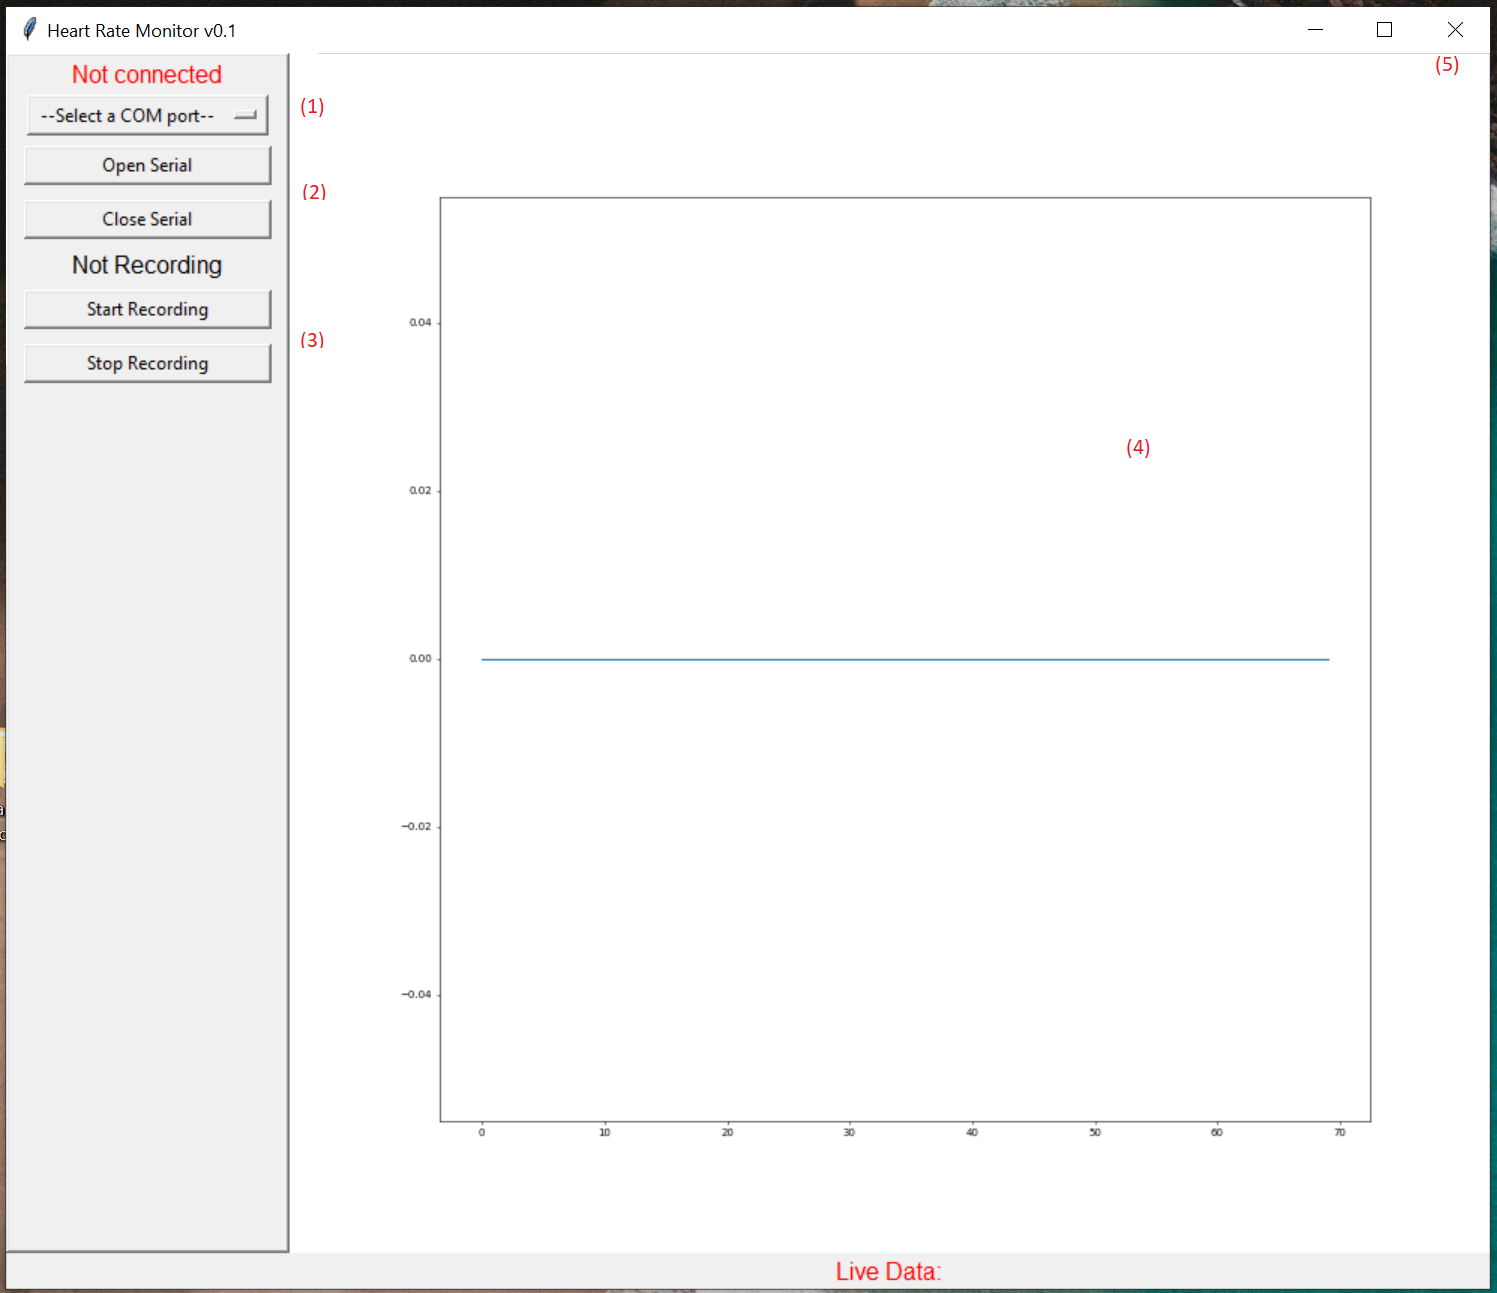 Heart Rate Monitor v0.1
(5)
Not connected
--Select a COM port--
(1)
Open Serial
(2)
Close Serial
Not Recording
Start Recording
(3)
Stop Recording
0.04
(4)
0.02
0.00
−0.02
−0.04
0 10 20 30 40 50 60 70
Live Data: